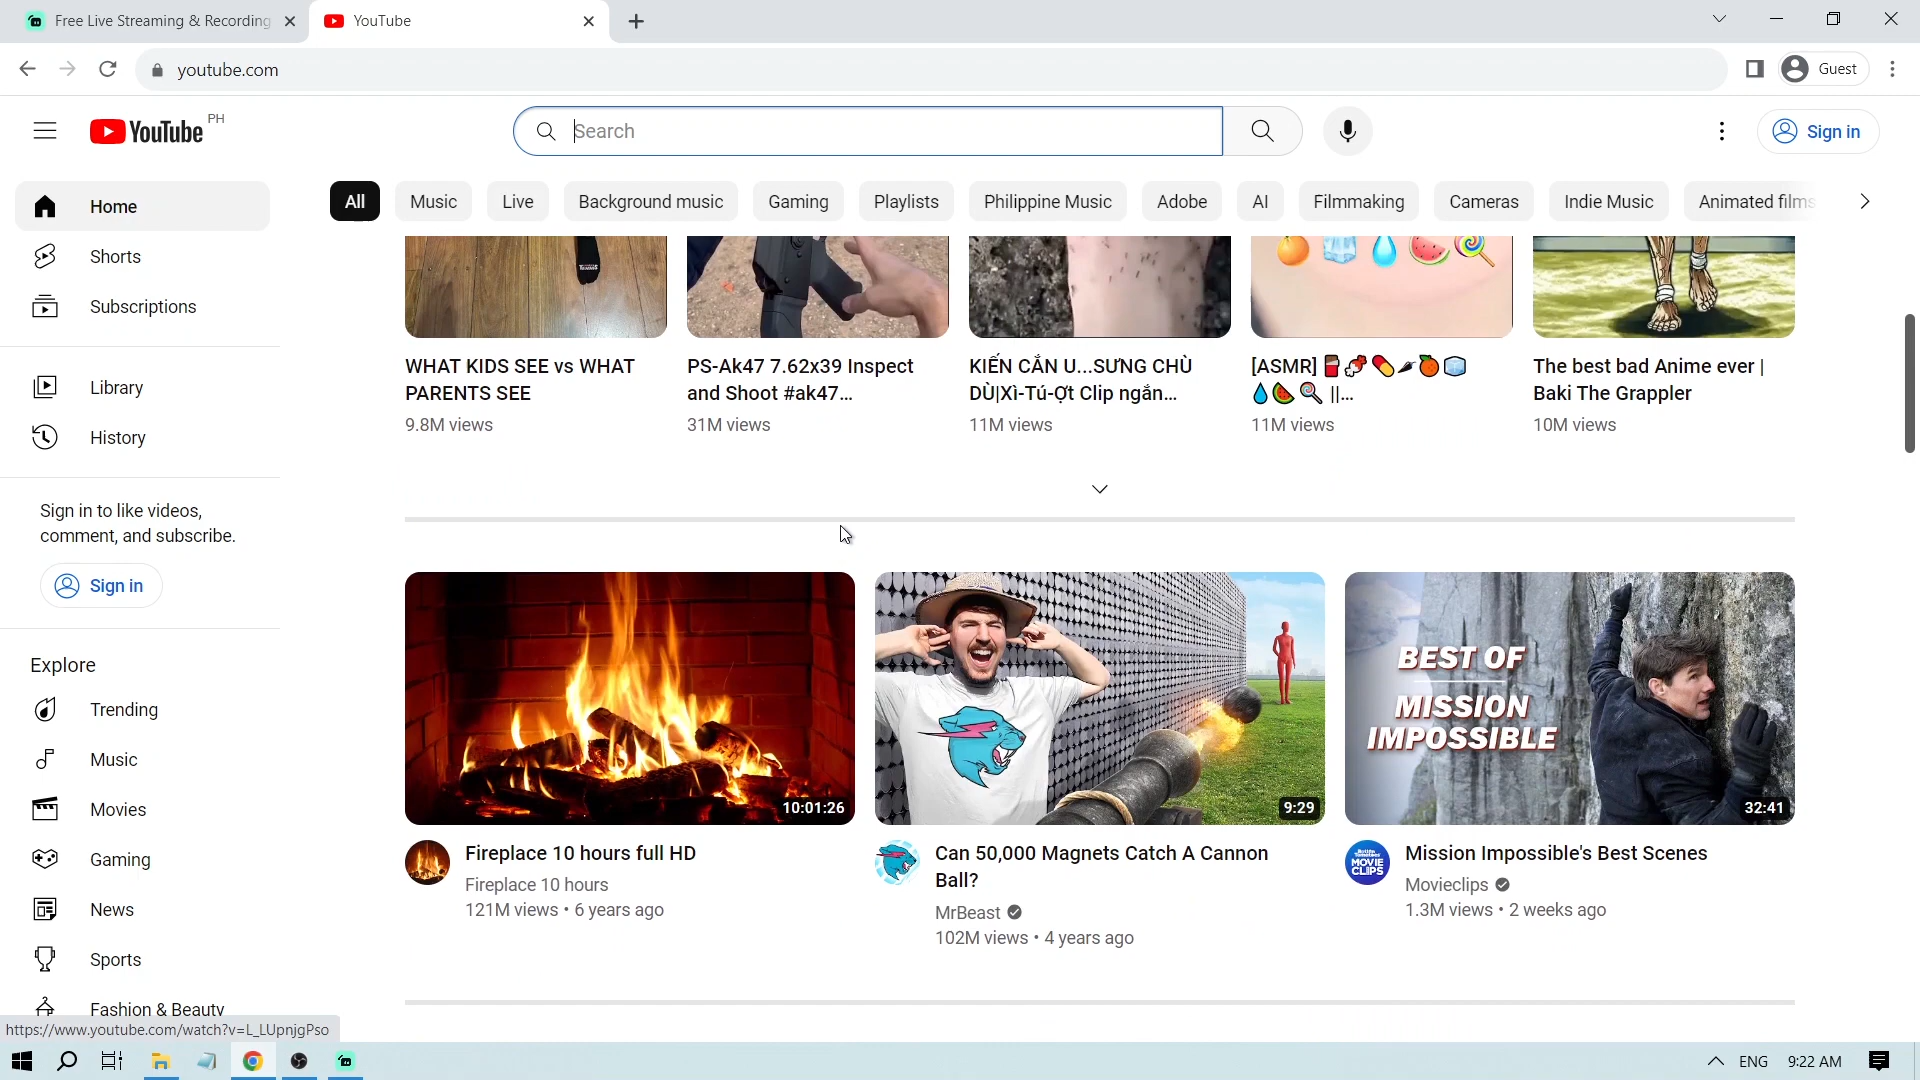 Free Live Streaming & Recording
YouTube
youtube.com
Guest
YouTube PH
Search
Sign in
Home
Shorts
Subscriptions
Library
History
Sign in to like videos,
comment, and subscribe.
Sign in
Explore
Trending
Music
Movies
Gaming
News
Sports
Fashion & Beauty
All
Music
Live
Background music
Gaming
Playlists
Philippine Music
Adobe
AI
Filmmaking
Cameras
Indie Music
Animated films
WHAT KIDS SEE vs WHAT
PARENTS SEE
9.8M views
PS-Ak47 7.62x39 Inspect
and Shoot #ak47...
31M views
KIẾN CẮN U...SƯNG CHÙ
DÙ|Xì-Tú-Ợt Clip ngắn...
11M views
[ASMR] 🥫🍠💊🌶🍊🧊
💧🍉🍭 ||...
11M views
The best bad Anime ever |
Baki The Grappler
10M views
10:01:26
Fireplace 10 hours full HD
Fireplace 10 hours
121M views • 6 years ago
9:29
Can 50,000 Magnets Catch A Cannon
Ball?
MrBeast
102M views • 4 years ago
BEST OF
MISSION
IMPOSSIBLE
32:41
MOVIE
CLIPS
Mission Impossible's Best Scenes
Movieclips
1.3M views • 2 weeks ago
https://www.youtube.com/watch?v=L_LUpnjgPso
ENG
9:22 AM